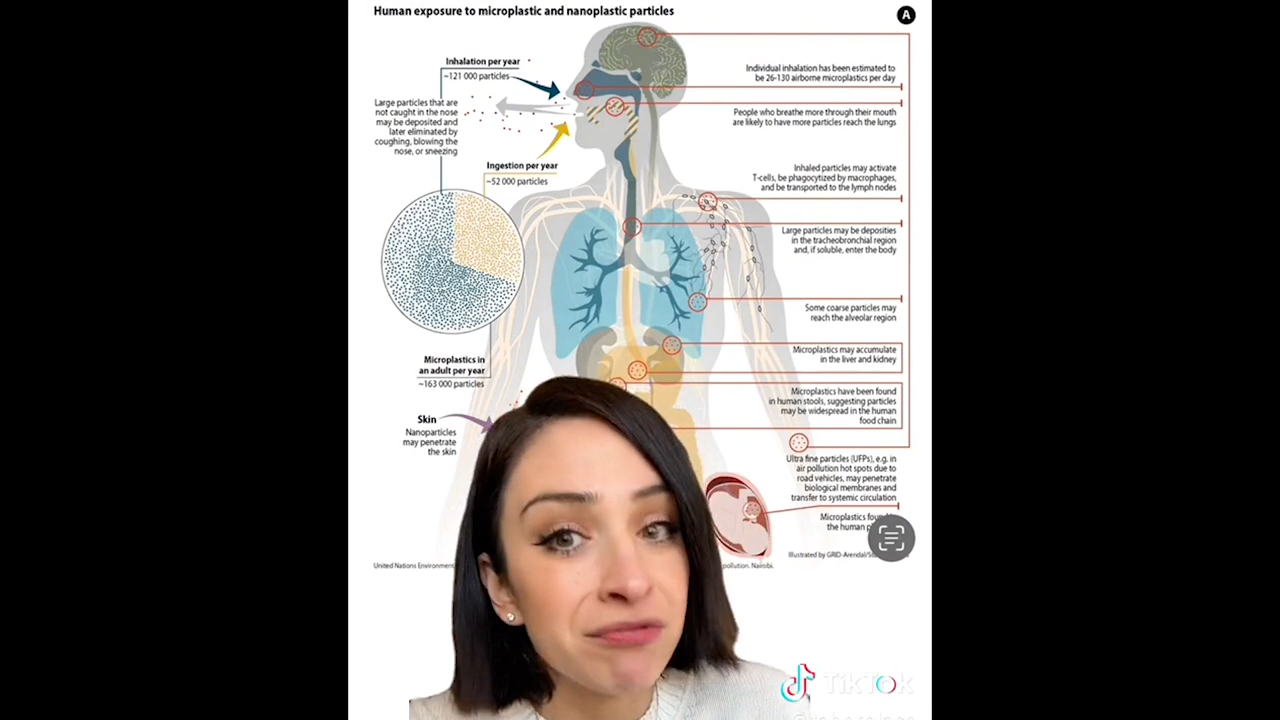 Human exposure to microplastic and nanoplastic particles
A
Inhalation per year
~121 000 particles
Large particles that are
not caught in the nose
may be deposited and
later eliminated by
coughing, blowing the
nose, or sneezing
Ingestion per year
~52 000 particles
Microplastics in
an adult per year
~163 000 particles
Skin
Nanoparticles
may penetrate
the skin
Individual inhalation has been estimated to
be 26-130 airborne microplastics per day
People who breathe more through their mouth
are likely to have more particles reach the lungs
Inhaled particles may activate
T-cells, be phagocytized by macrophages,
and be transported to the lymph nodes
Large particles may be deposities
in the tracheobronchial region
and, if soluble, enter the body
Some coarse particles may
reach the alveolar region
Microplastics may accumulate
in the liver and kidney
Microplastics have been found
in human stools, suggesting particles
may be widespread in the human
food chain
Ultra fine particles (UFPs), e.g. in
air pollution hot spots due to
road vehicles, may penetrate
biological membranes and
transfer to systemic circulation
Microplastics
the human
Illustrated by GRID-Arendal
United Nations Environment
pollution. Nairobi.
TikTok